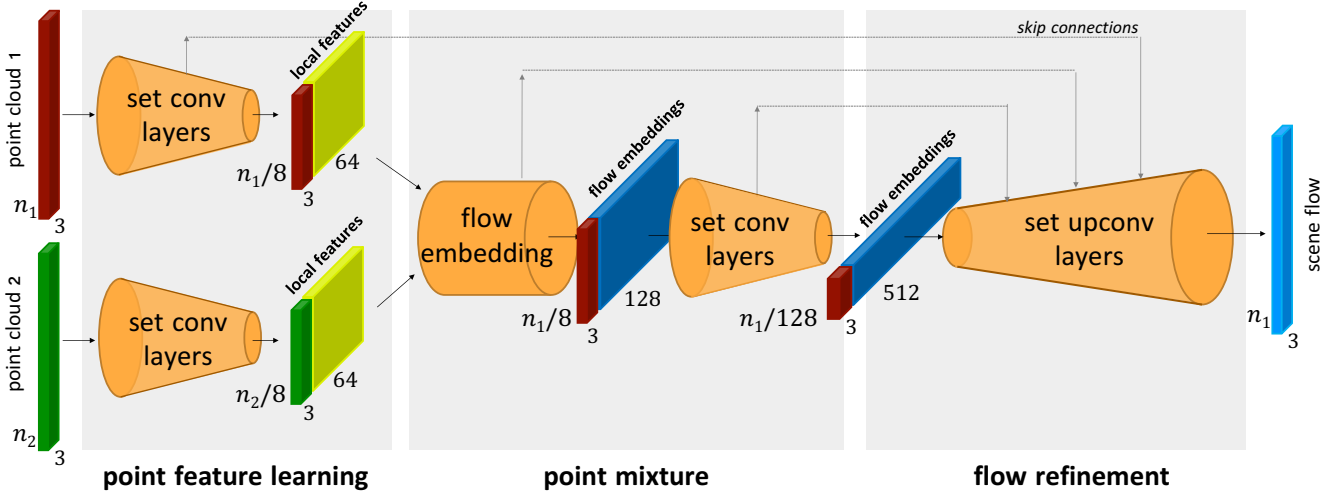 point cloud 1
n₁
3
set conv
layers
local features
n₁/8
3
64
point cloud 2
n₂
3
set conv
layers
local features
n₂/8
3
64
point feature learning
flow
embedding
flow embeddings
n₁/8
3
128
set conv
layers
flow embeddings
n₁/128
3
512
point mixture
skip connections
set upconv
layers
n₁
3
scene flow
flow refinement